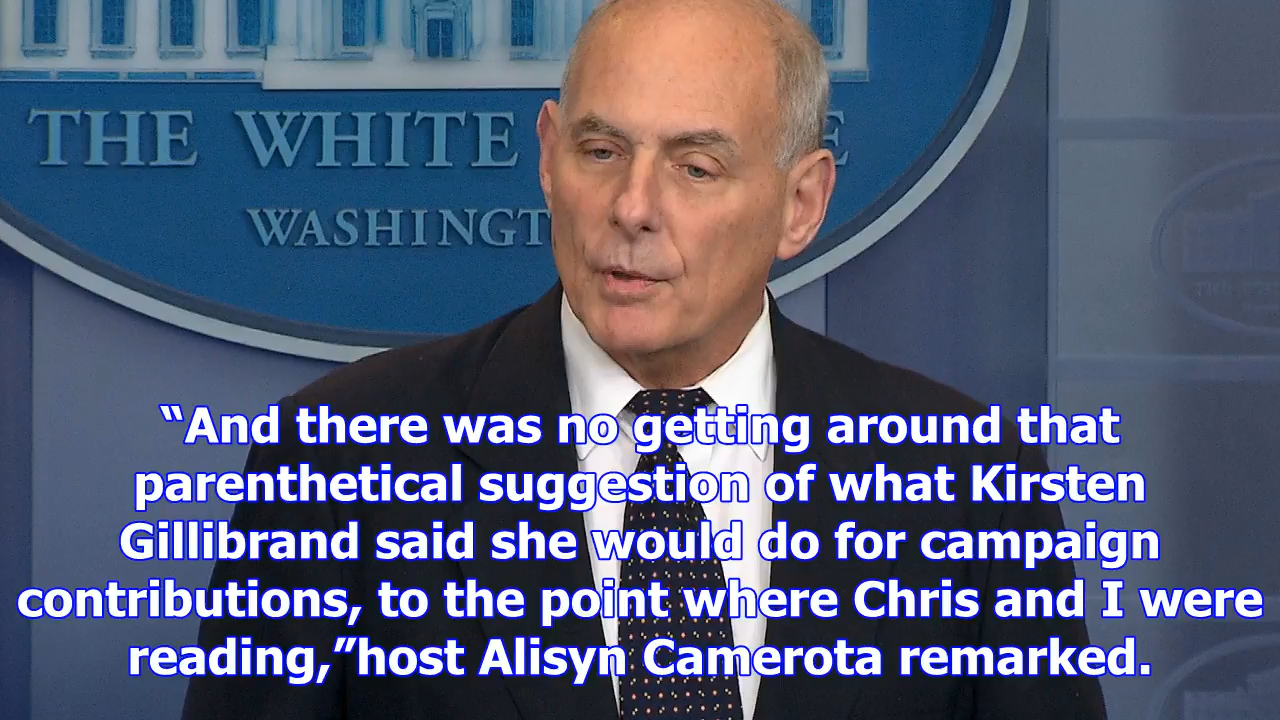 THE WHITE E
WASHINGT
“And there was no getting around that
parenthetical suggestion of what Kirsten
Gillibrand said she would do for campaign
contributions, to the point where Chris and I were
reading,”host Alisyn Camerota remarked.